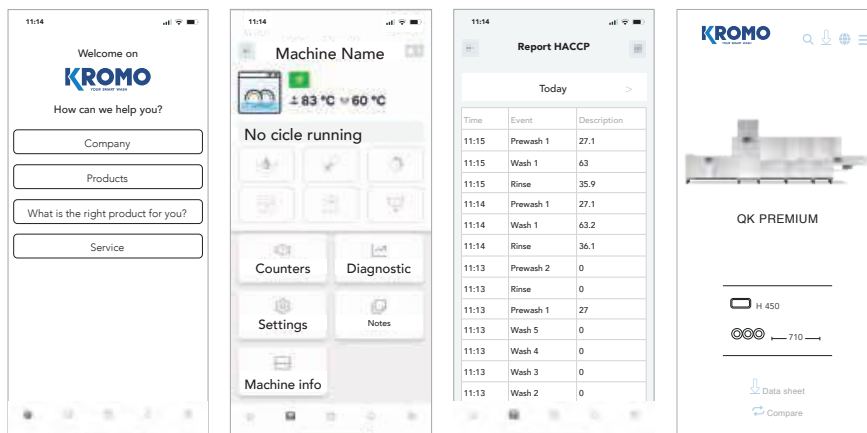 11:14
Welcome on
KROMO
YOUR SMART WASH
How can we help you?
Company
Products
What is the right product for you?
Service
11:14
Machine Name
83 °C 60 °C
No cicle running
Counters
Diagnostic
Settings
Notes
Machine info
11:14
Report HACCP
Today >
Time Event Description
11:15 Prewash 1 27.1
11:15 Wash 1 63
11:15 Rinse 35.9
11:14 Prewash 1 27.1
11:14 Wash 1 63.2
11:14 Rinse 36.1
11:13 Prewash 2 0
11:13 Rinse 0
11:13 Prewash 1 27
11:13 Wash 5 0
11:13 Wash 4 0
11:13 Wash 3 0
11:13 Wash 2 0
KROMO
YOUR SMART WASH
QK PREMIUM
H 450
710
Data sheet
Compare